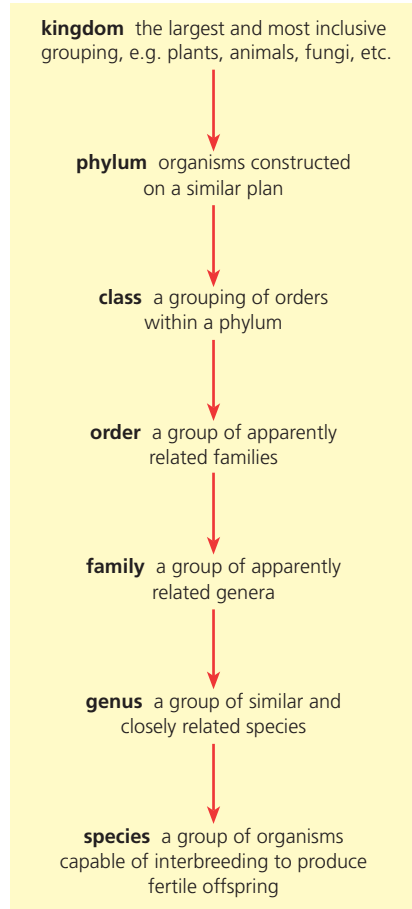 kingdom the largest and most inclusive
grouping, e.g. plants, animals, fungi, etc.
phylum organisms constructed
on a similar plan
class a grouping of orders
within a phylum
order a group of apparently
related families
family a group of apparently
related genera
genus a group of similar and
closely related species
species a group of organisms
capable of interbreeding to produce
fertile offspring